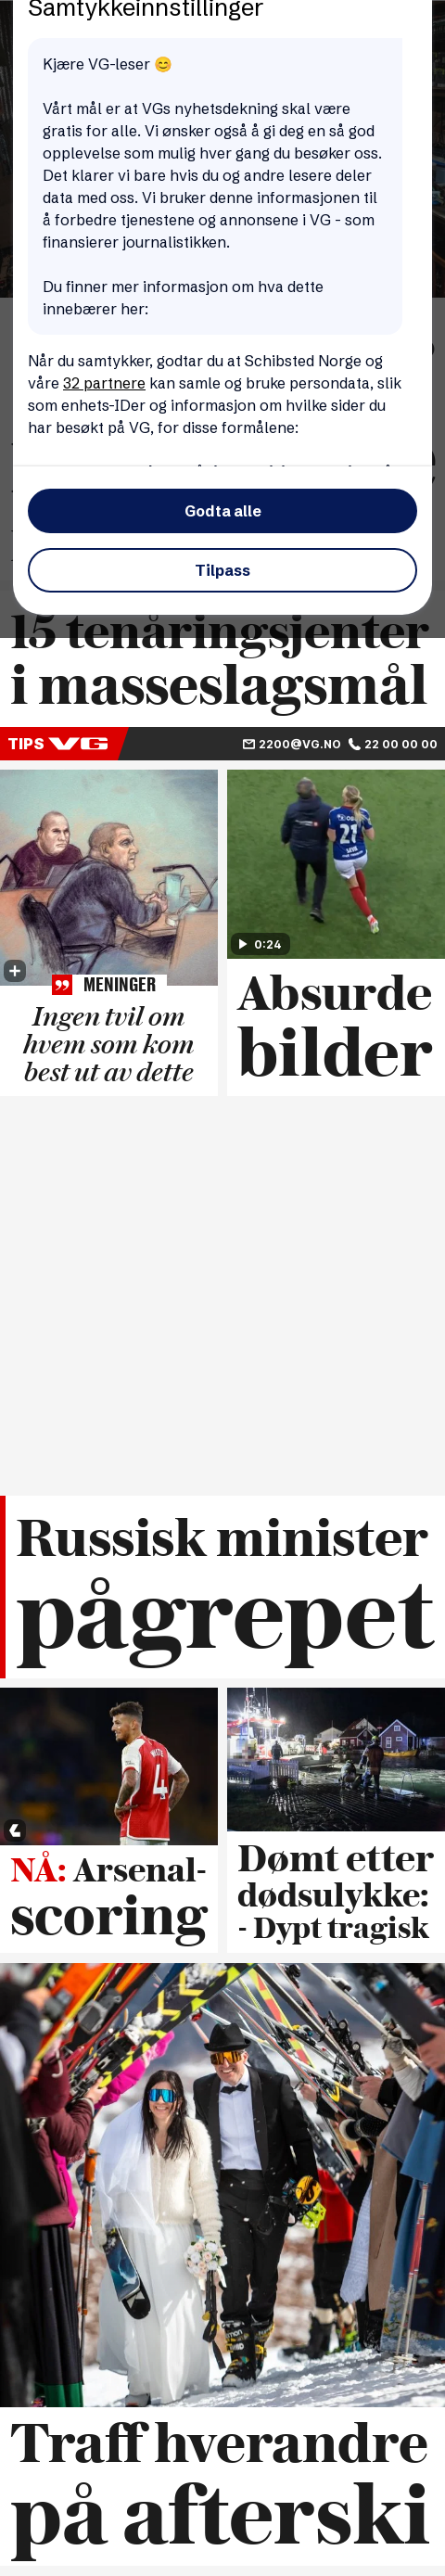 Samtykkeinnstillinger
Kjære VG-leser 😊
Vårt mål er at VGs nyhetsdekning skal være
gratis for alle. Vi ønsker også å gi deg en så god
opplevelse som mulig hver gang du besøker oss.
Det klarer vi bare hvis du og andre lesere deler
data med oss. Vi bruker denne informasjonen til
å forbedre tjenestene og annonsene i VG - som
finansierer journalistikken.
Du finner mer informasjon om hva dette
innebærer her:
Når du samtykker, godtar du at Schibsted Norge og
våre 32 partnere kan samle og bruke persondata, slik
som enhets-IDer og informasjon om hvilke sider du
har besøkt på VG, for disse formålene:
Godta alle
Tilpass
15 tenåringsjenter
i masseslagsmål
TIPS VG 2200@VG.NO 22 00 00 00
21
0:24
MENINGER
Ingen tvil om
hvem som kom
best ut av dette
Absurde
bilder
Russisk minister
pågrepet
4
NÅ: Arsenal-
scoring
Dømt etter
dødsulykke:
- Dypt tragisk
Traff hverandre
på afterski